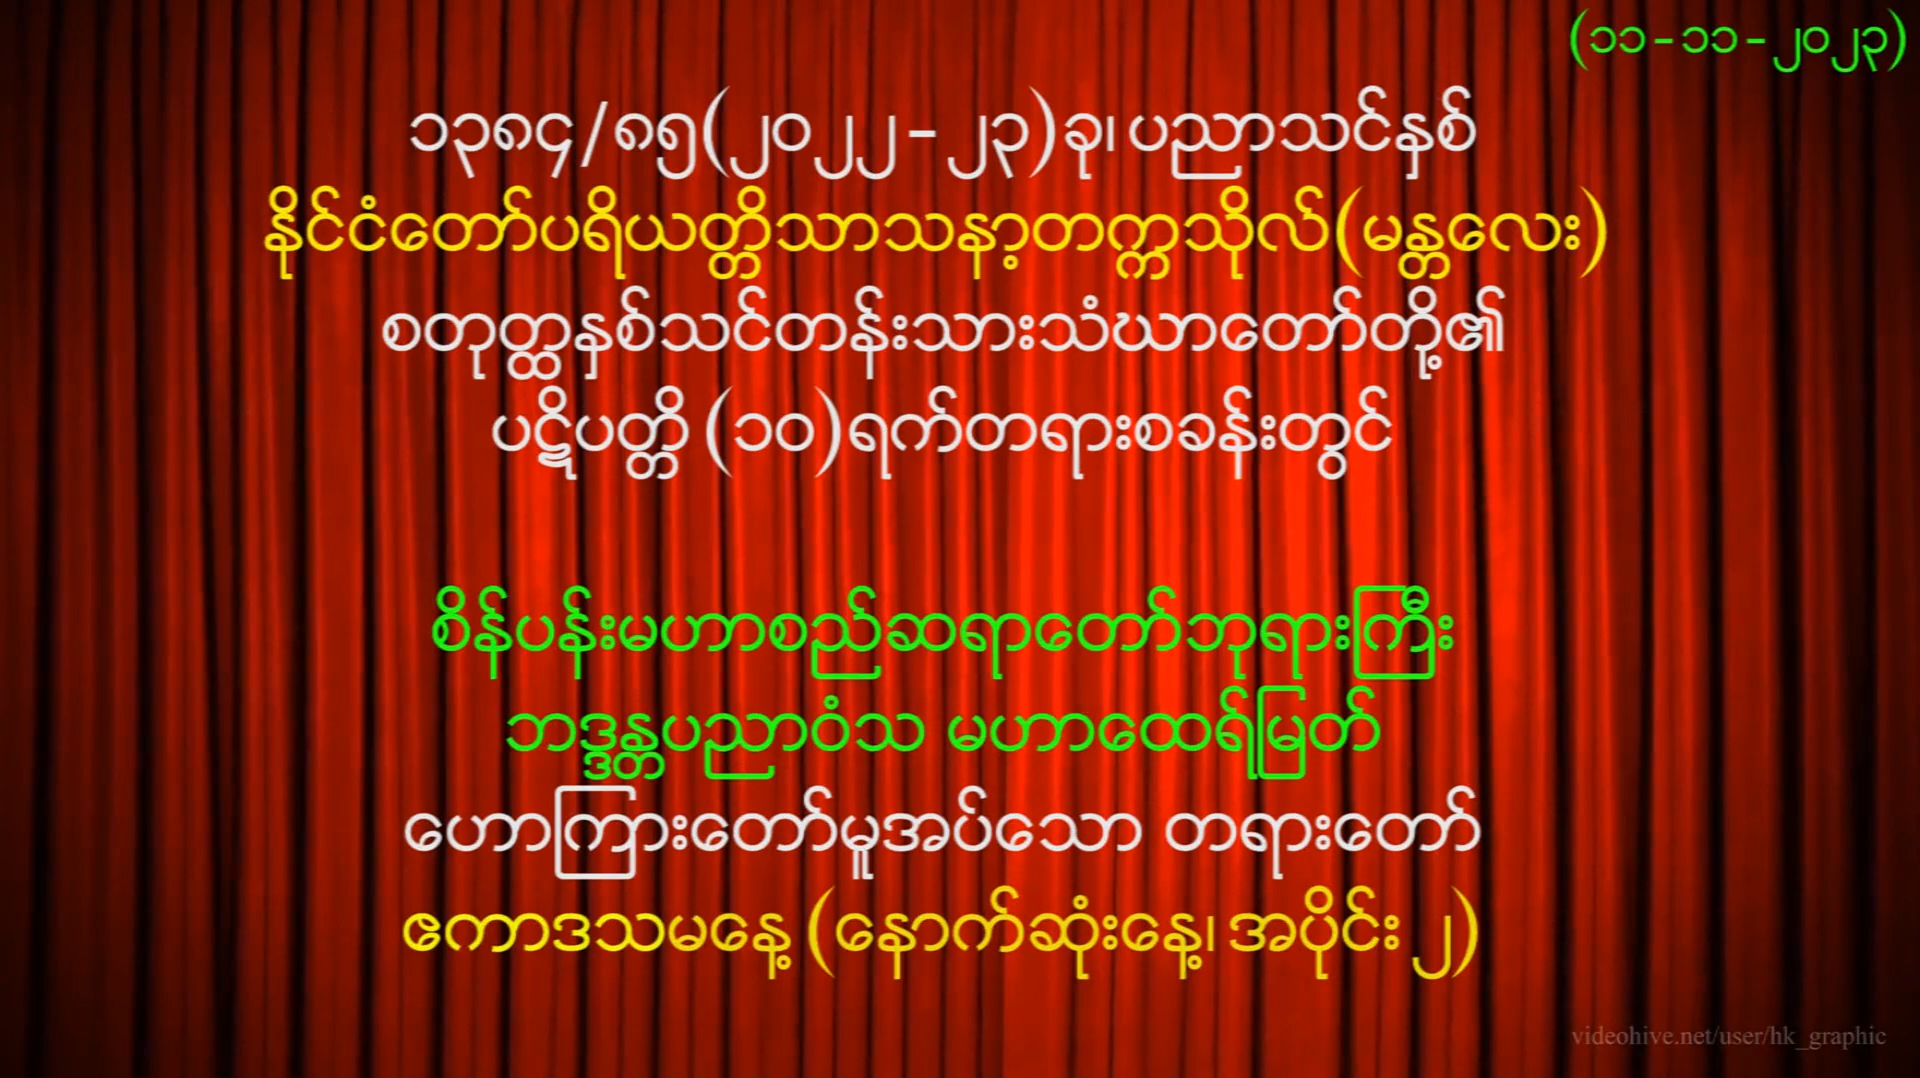 (၁၁-၁၁-၂၀၂၃)
၁၃၈၄/၈၅(၂၀၂၂-၂၃)ခု၊ ပညာသင်နှစ်
နိုင်ငံတော်ပရိယတ္တိသာသနာ့တက္ကသိုလ်(မန္တလေး)
စတုတ္ထနှစ်သင်တန်းသားသံဃာတော်တို့၏
ပဋိပတ္တိ (၁၀)ရက်တရားစခန်းတွင်
စိန်ပန်းမဟာစည်ဆရာတော်ဘုရားကြီး
ဘဒ္ဒန္တပညာဝံသ မဟာထေရ်မြတ်
ဟောကြားတော်မူအပ်သော တရားတော်
ဧကာဒသမနေ့ (နောက်ဆုံးနေ့၊ အပိုင်း ၂)
videohive.net/user/hk_graphic